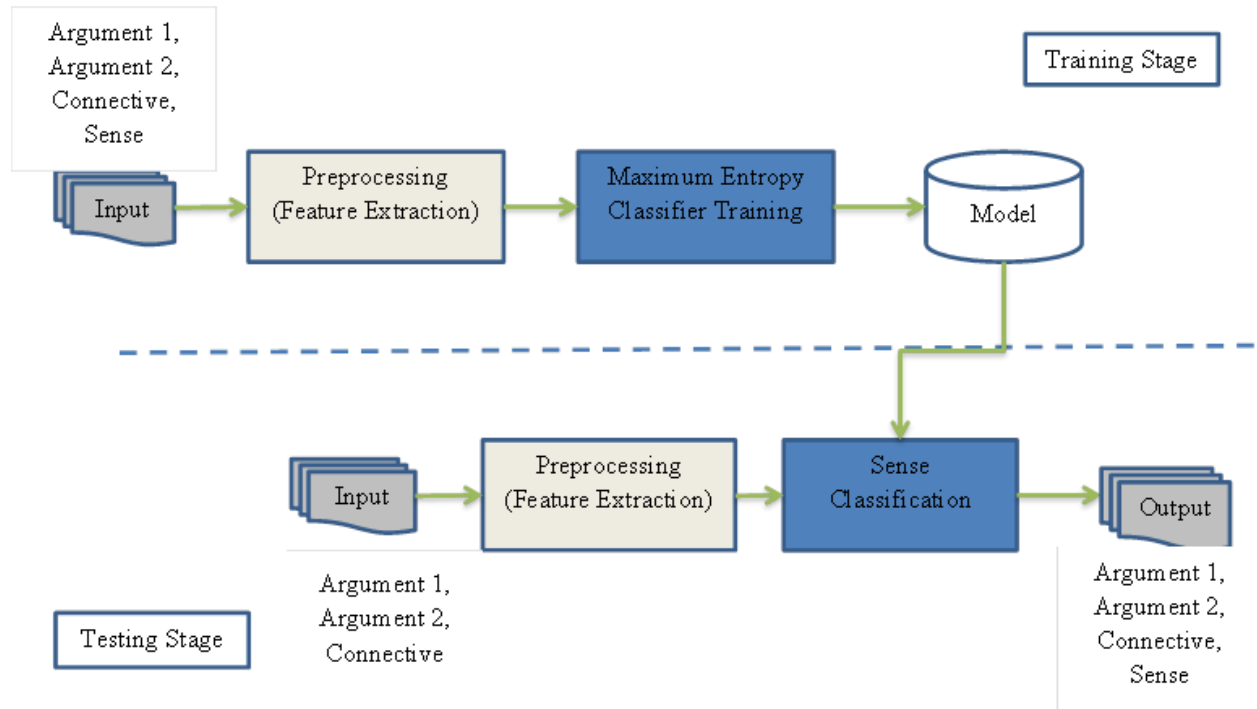 Argument 1,
Argument 2,
Connective,
Sense
Training Stage
Input
Preprocessing
(Feature Extraction)
Maximum Entropy
Classifier Training
Model
Input
Preprocessing
(Feature Extraction)
Sense
Classification
Output
Argument 1,
Argument 2,
Connective
Argument 1,
Argument 2,
Connective,
Sense
Testing Stage